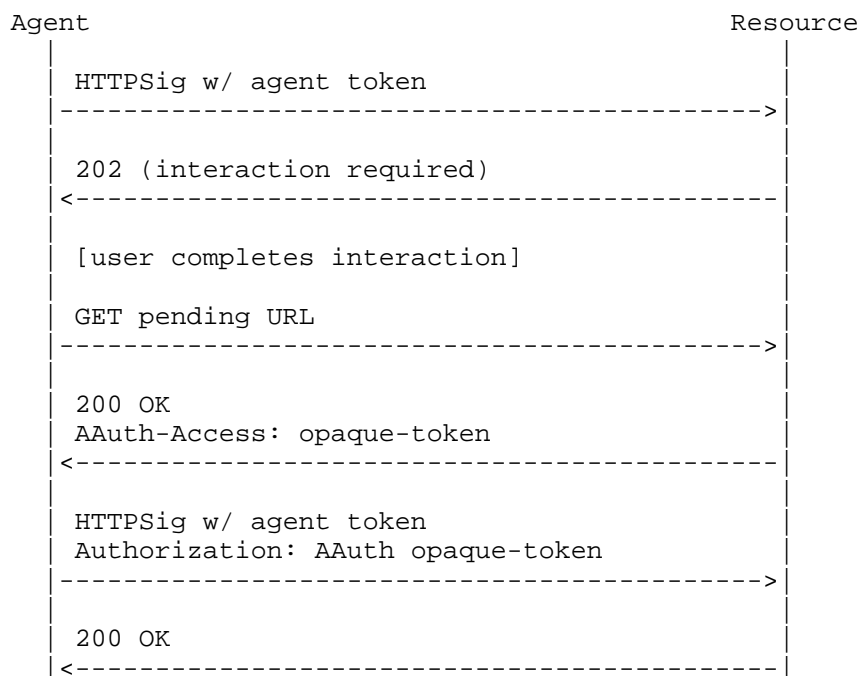 Agent Resource
HTTPSig w/ agent token
202 (interaction required)
[user completes interaction]
GET pending URL
200 OK
AAuth-Access: opaque-token
HTTPSig w/ agent token
Authorization: AAuth opaque-token
200 OK